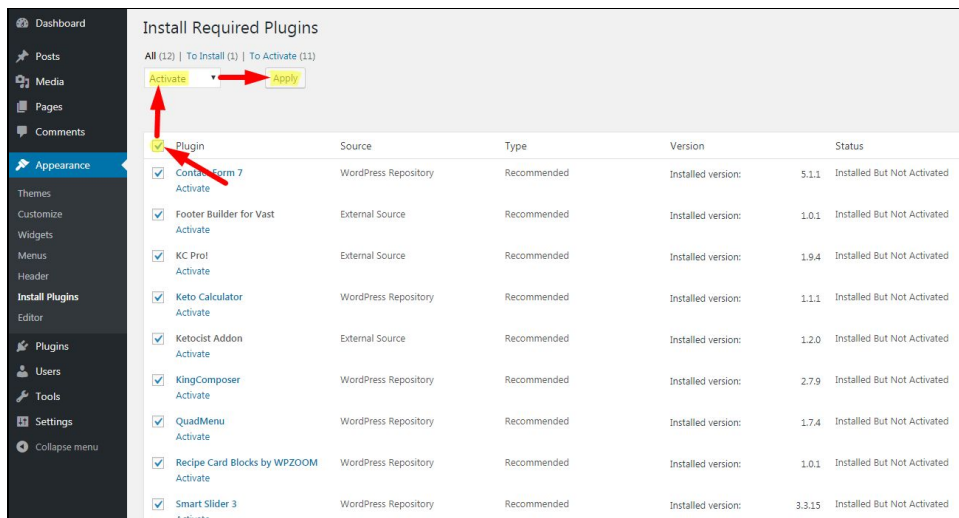 Dashboard
Posts
Media
Pages
Comments
Appearance
Themes
Customize
Widgets
Menus
Header
Install Plugins
Editor
Plugins
Users
Tools
Settings
Collapse menu
Install Required Plugins
All (12) | To Install (1) | To Activate (11)
Activate Apply
Plugin Source Type Version Status
Contact Form 7 WordPress Repository Recommended Installed version: 5.1.1 Installed But Not Activated
Activate
Footer Builder for Vast External Source Recommended Installed version: 1.0.1 Installed But Not Activated
Activate
KC Pro! External Source Recommended Installed version: 1.9.4 Installed But Not Activated
Activate
Keto Calculator WordPress Repository Recommended Installed version: 1.1.1 Installed But Not Activated
Activate
Ketocist Addon External Source Recommended Installed version: 1.2.0 Installed But Not Activated
Activate
KingComposer WordPress Repository Recommended Installed version: 2.7.9 Installed But Not Activated
Activate
QuadMenu WordPress Repository Recommended Installed version: 1.7.4 Installed But Not Activated
Activate
Recipe Card Blocks by WPZOOM WordPress Repository Recommended Installed version: 1.0.1 Installed But Not Activated
Activate
Smart Slider 3 WordPress Repository Recommended Installed version: 3.3.15 Installed But Not Activated